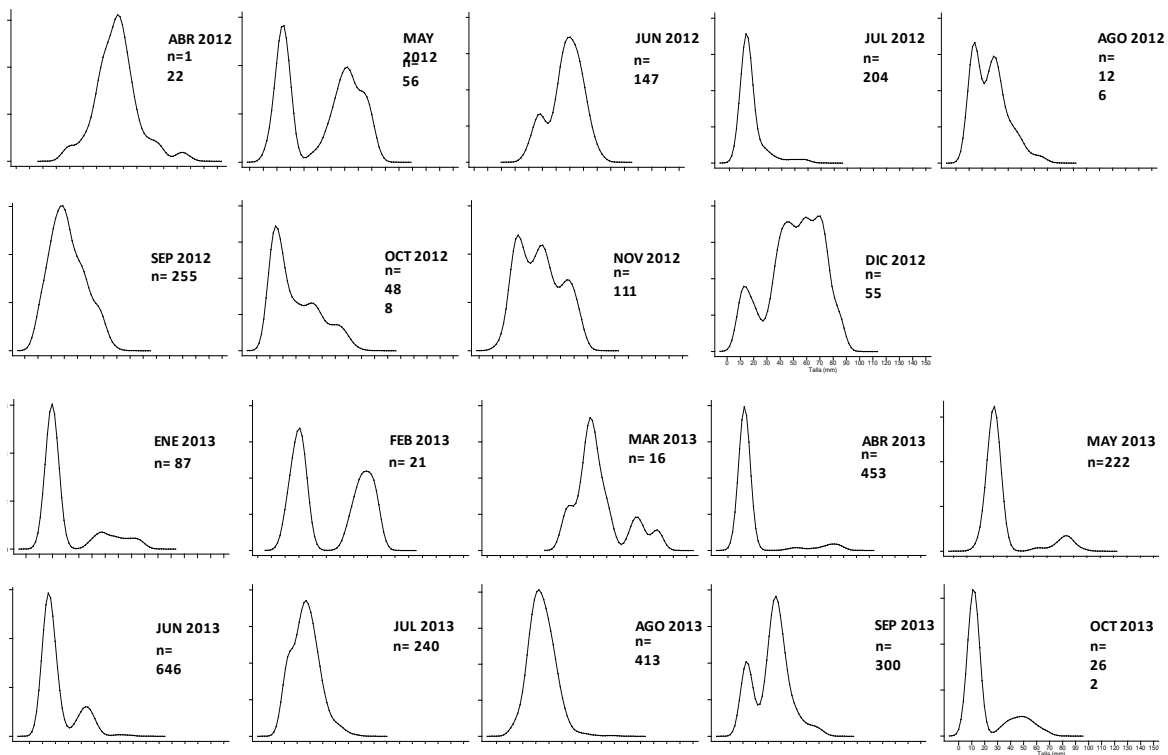 ABR 2012
n=1
22
MAY
2012
n=
56
JUN 2012
n=
147
JUL 2012
n=
204
AGO 2012
n=
12
6
SEP 2012
n= 255
OCT 2012
n=
48
8
NOV 2012
n=
111
DIC 2012
n=
55
0 10 20 30 40 50 60 70 80 90 100 110 120 130 140 150
Talla (mm)
ENE 2013
n= 87
FEB 2013
n= 21
MAR 2013
n= 16
ABR 2013
n=
453
MAY 2013
n=222
JUN 2013
n=
646
JUL 2013
n= 240
AGO 2013
n=
413
SEP 2013
n=
300
OCT 2013
n=
26
2
0 10 20 30 40 50 60 70 80 90 100 110 120 130 140 150
Talla (mm)